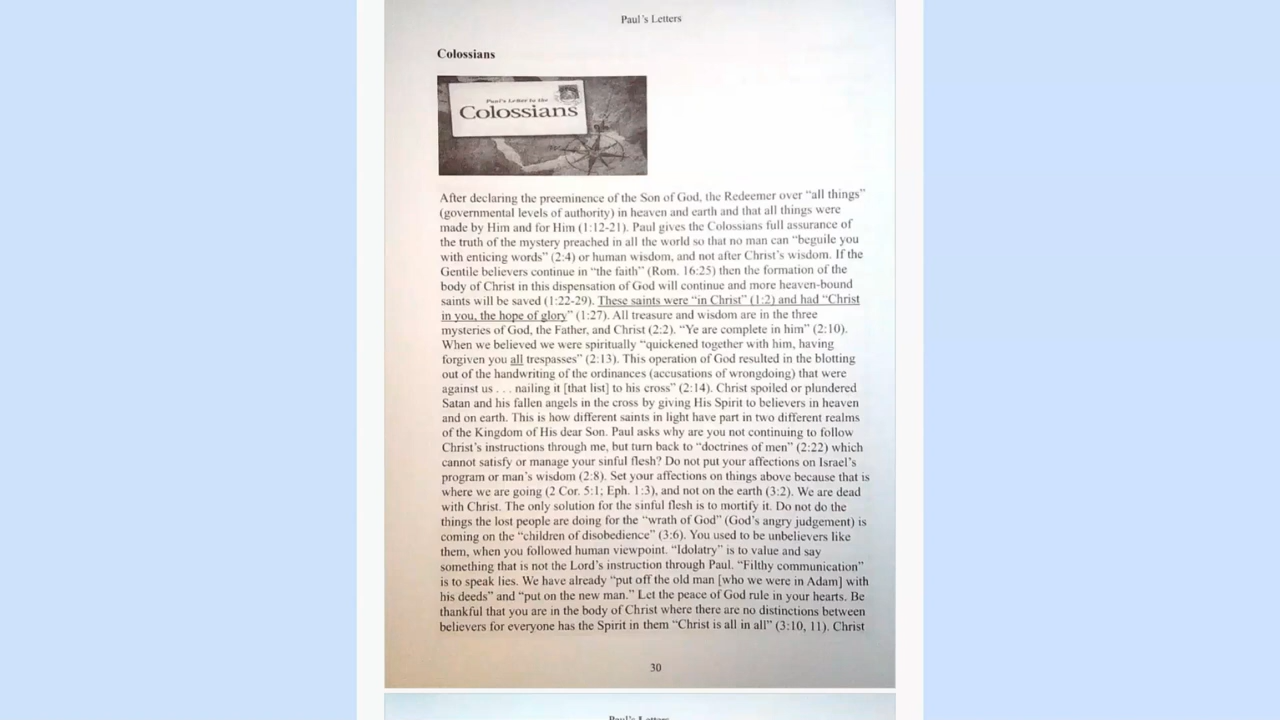 Paul's Letters
Colossians
Paul's Letter to the
Colossians
After declaring the preeminence of the Son of God, the Redeemer over “all things”
(governmental levels of authority) in heaven and earth and that all things were
made by Him and for Him (1:12-21). Paul gives the Colossians full assurance of
the truth of the mystery preached in all the world so that no man can “beguile you
with enticing words” (2:4) or human wisdom, and not after Christ’s wisdom. If the
Gentile believers continue in “the faith” (Rom. 16:25) then the formation of the
body of Christ in this dispensation of God will continue and more heaven-bound
saints will be saved (1:22-29). These saints were “in Christ” (1:2) and had “Christ
in you, the hope of glory” (1:27). All treasure and wisdom are in the three
mysteries of God, the Father, and Christ (2:2). “Ye are complete in him” (2:10).
When we believed we were spiritually “quickened together with him, having
forgiven you all trespasses” (2:13). This operation of God resulted in the blotting
out of the handwriting of the ordinances (accusations of wrongdoing) that were
against us . . . nailing it [that list] to his cross” (2:14). Christ spoiled or plundered
Satan and his fallen angels in the cross by giving His Spirit to believers in heaven
and on earth. This is how different saints in light have part in two different realms
of the Kingdom of His dear Son. Paul asks why are you not continuing to follow
Christ’s instructions through me, but turn back to “doctrines of men” (2:22) which
cannot satisfy or manage your sinful flesh? Do not put your affections on Israel’s
program or man’s wisdom (2:8). Set your affections on things above because that is
where we are going (2 Cor. 5:1; Eph. 1:3), and not on the earth (3:2). We are dead
with Christ. The only solution for the sinful flesh is to mortify it. Do not do the
things the lost people are doing for the “wrath of God” (God’s angry judgement) is
coming on the “children of disobedience” (3:6). You used to be unbelievers like
them, when you followed human viewpoint. “Idolatry” is to value and say
something that is not the Lord’s instruction through Paul. “Filthy communication”
is to speak lies. We have already “put off the old man [who we were in Adam] with
his deeds” and “put on the new man.” Let the peace of God rule in your hearts. Be
thankful that you are in the body of Christ where there are no distinctions between
believers for everyone has the Spirit in them “Christ is all in all” (3:10, 11). Christ
30
Paul's Letters